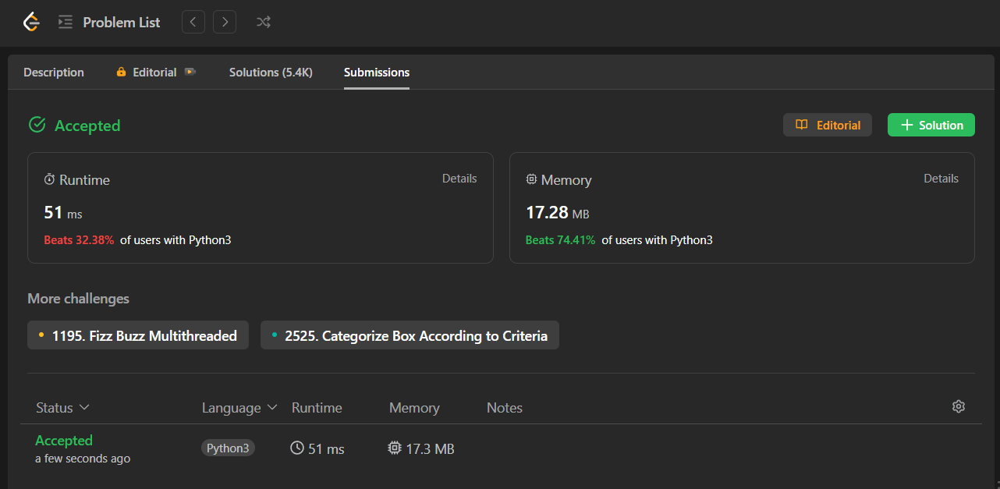 Problem List
Description Editorial Solutions (5.4K) Submissions
Accepted Editorial + Solution
Runtime Details
51 ms
Beats 32.38% of users with Python3
Memory Details
17.28 MB
Beats 74.41% of users with Python3
More challenges
1195. Fizz Buzz Multithreaded 2525. Categorize Box According to Criteria
Status Language Runtime Memory Notes
Accepted
a few seconds ago
Python3 51 ms 17.3 MB